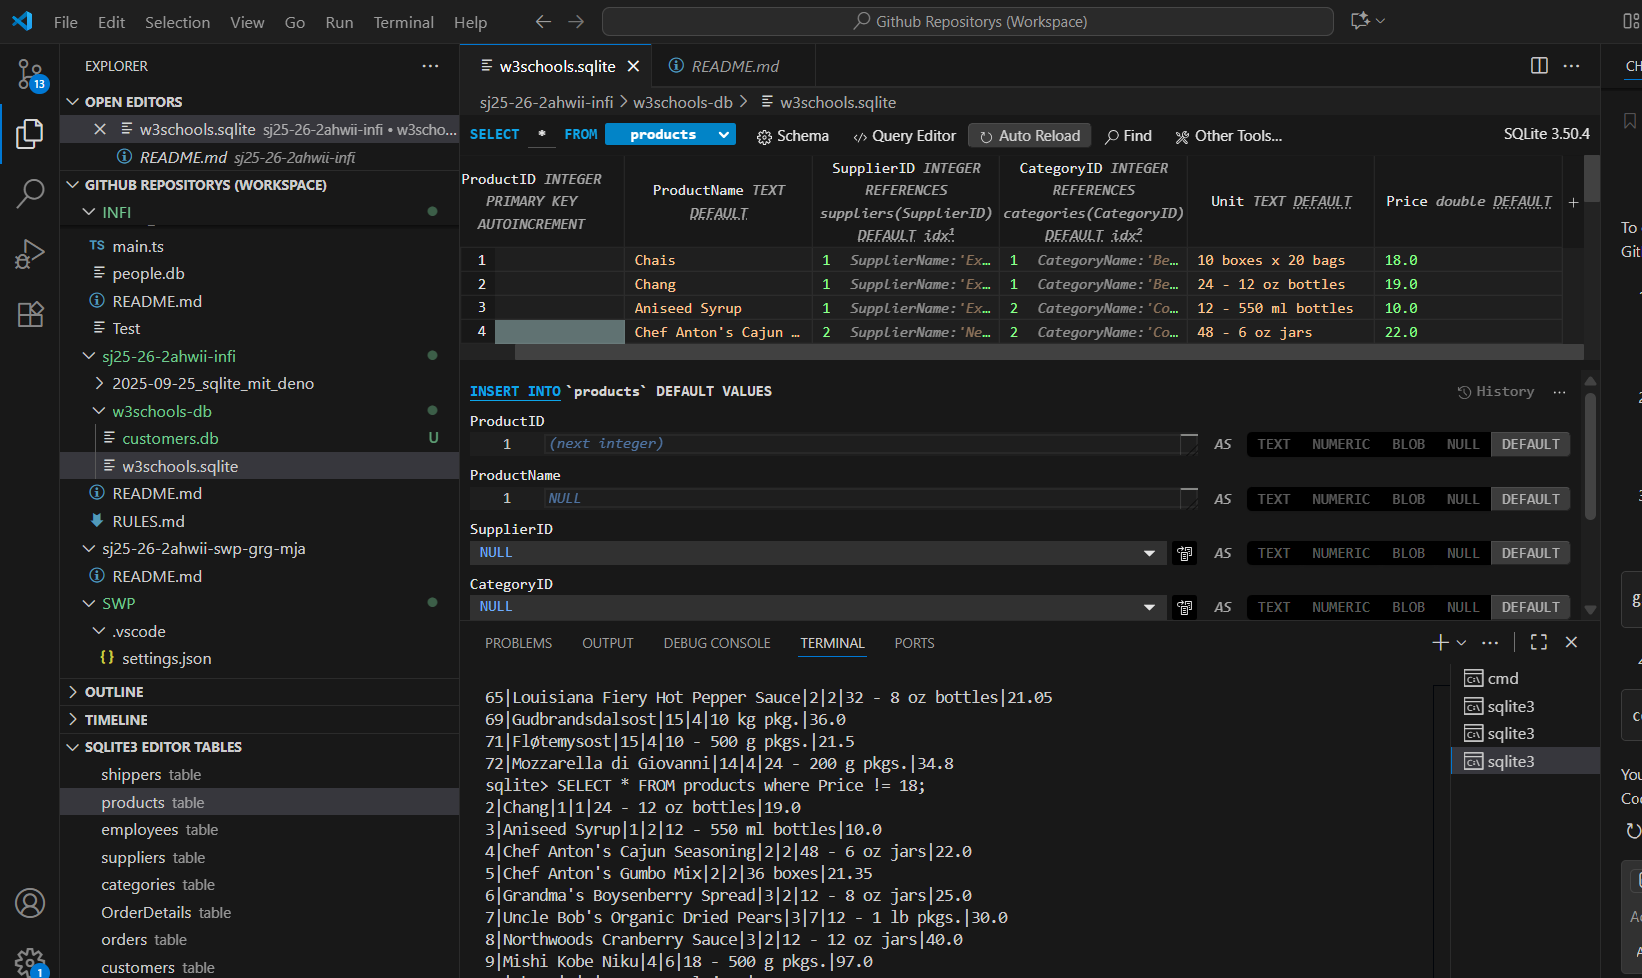 File Edit Selection View Go Run Terminal Help
Github Repositorys (Workspace)
13
EXPLORER
OPEN EDITORS
w3schools.sqlite sj25-26-2ahwii-infi • w3scho...
README.md sj25-26-2ahwii-infi
GITHUB REPOSITORYS (WORKSPACE)
INFI
TS main.ts
people.db
README.md
Test
sj25-26-2ahwii-infi
2025-09-25_sqlite_mit_deno
w3schools-db
customers.db U
w3schools.sqlite
README.md
RULES.md
sj25-26-2ahwii-swp-grg-mja
README.md
SWP
.vscode
{} settings.json
OUTLINE
TIMELINE
SQLITE3 EDITOR TABLES
shippers table
products table
employees table
suppliers table
categories table
OrderDetails table
orders table
customers table
1
w3schools.sqlite
README.md
sj25-26-2ahwii-infi > w3schools-db > w3schools.sqlite
SELECT * FROM products Schema Query Editor Auto Reload Find Other Tools... SQLite 3.50.4
ProductID INTEGER PRIMARY KEY AUTOINCREMENT
ProductName TEXT DEFAULT
SupplierID INTEGER REFERENCES suppliers(SupplierID) DEFAULT idx1
CategoryID INTEGER REFERENCES categories(CategoryID) DEFAULT idx2
Unit TEXT DEFAULT
Price double DEFAULT
+
1 Chais 1 SupplierName:'Ex… 1 CategoryName:'Be… 10 boxes x 20 bags 18.0
2 Chang 1 SupplierName:'Ex… 1 CategoryName:'Be… 24 - 12 oz bottles 19.0
3 Aniseed Syrup 1 SupplierName:'Ex… 2 CategoryName:'Co… 12 - 550 ml bottles 10.0
4 Chef Anton's Cajun … 2 SupplierName:'Ne… 2 CategoryName:'Co… 48 - 6 oz jars 22.0
INSERT INTO `products` DEFAULT VALUES History ...
ProductID
1 (next integer) AS TEXT NUMERIC BLOB NULL DEFAULT
ProductName
1 NULL AS TEXT NUMERIC BLOB NULL DEFAULT
SupplierID
NULL AS TEXT NUMERIC BLOB NULL DEFAULT
CategoryID
NULL AS TEXT NUMERIC BLOB NULL DEFAULT
PROBLEMS OUTPUT DEBUG CONSOLE TERMINAL PORTS
65|Louisiana Fiery Hot Pepper Sauce|2|2|32 - 8 oz bottles|21.05
69|Gudbrandsdalsost|15|4|10 kg pkg.|36.0
71|Fløtemysost|15|4|10 - 500 g pkgs.|21.5
72|Mozzarella di Giovanni|14|4|24 - 200 g pkgs.|34.8
sqlite> SELECT * FROM products where Price != 18;
2|Chang|1|1|24 - 12 oz bottles|19.0
3|Aniseed Syrup|1|2|12 - 550 ml bottles|10.0
4|Chef Anton's Cajun Seasoning|2|2|48 - 6 oz jars|22.0
5|Chef Anton's Gumbo Mix|2|2|36 boxes|21.35
6|Grandma's Boysenberry Spread|3|2|12 - 8 oz jars|25.0
7|Uncle Bob's Organic Dried Pears|3|7|12 - 1 lb pkgs.|30.0
8|Northwoods Cranberry Sauce|3|2|12 - 12 oz jars|40.0
9|Mishi Kobe Niku|4|6|18 - 500 g pkgs.|97.0
cmd
sqlite3
sqlite3
sqlite3
CH
To
Git
2
3
g
You
Coc